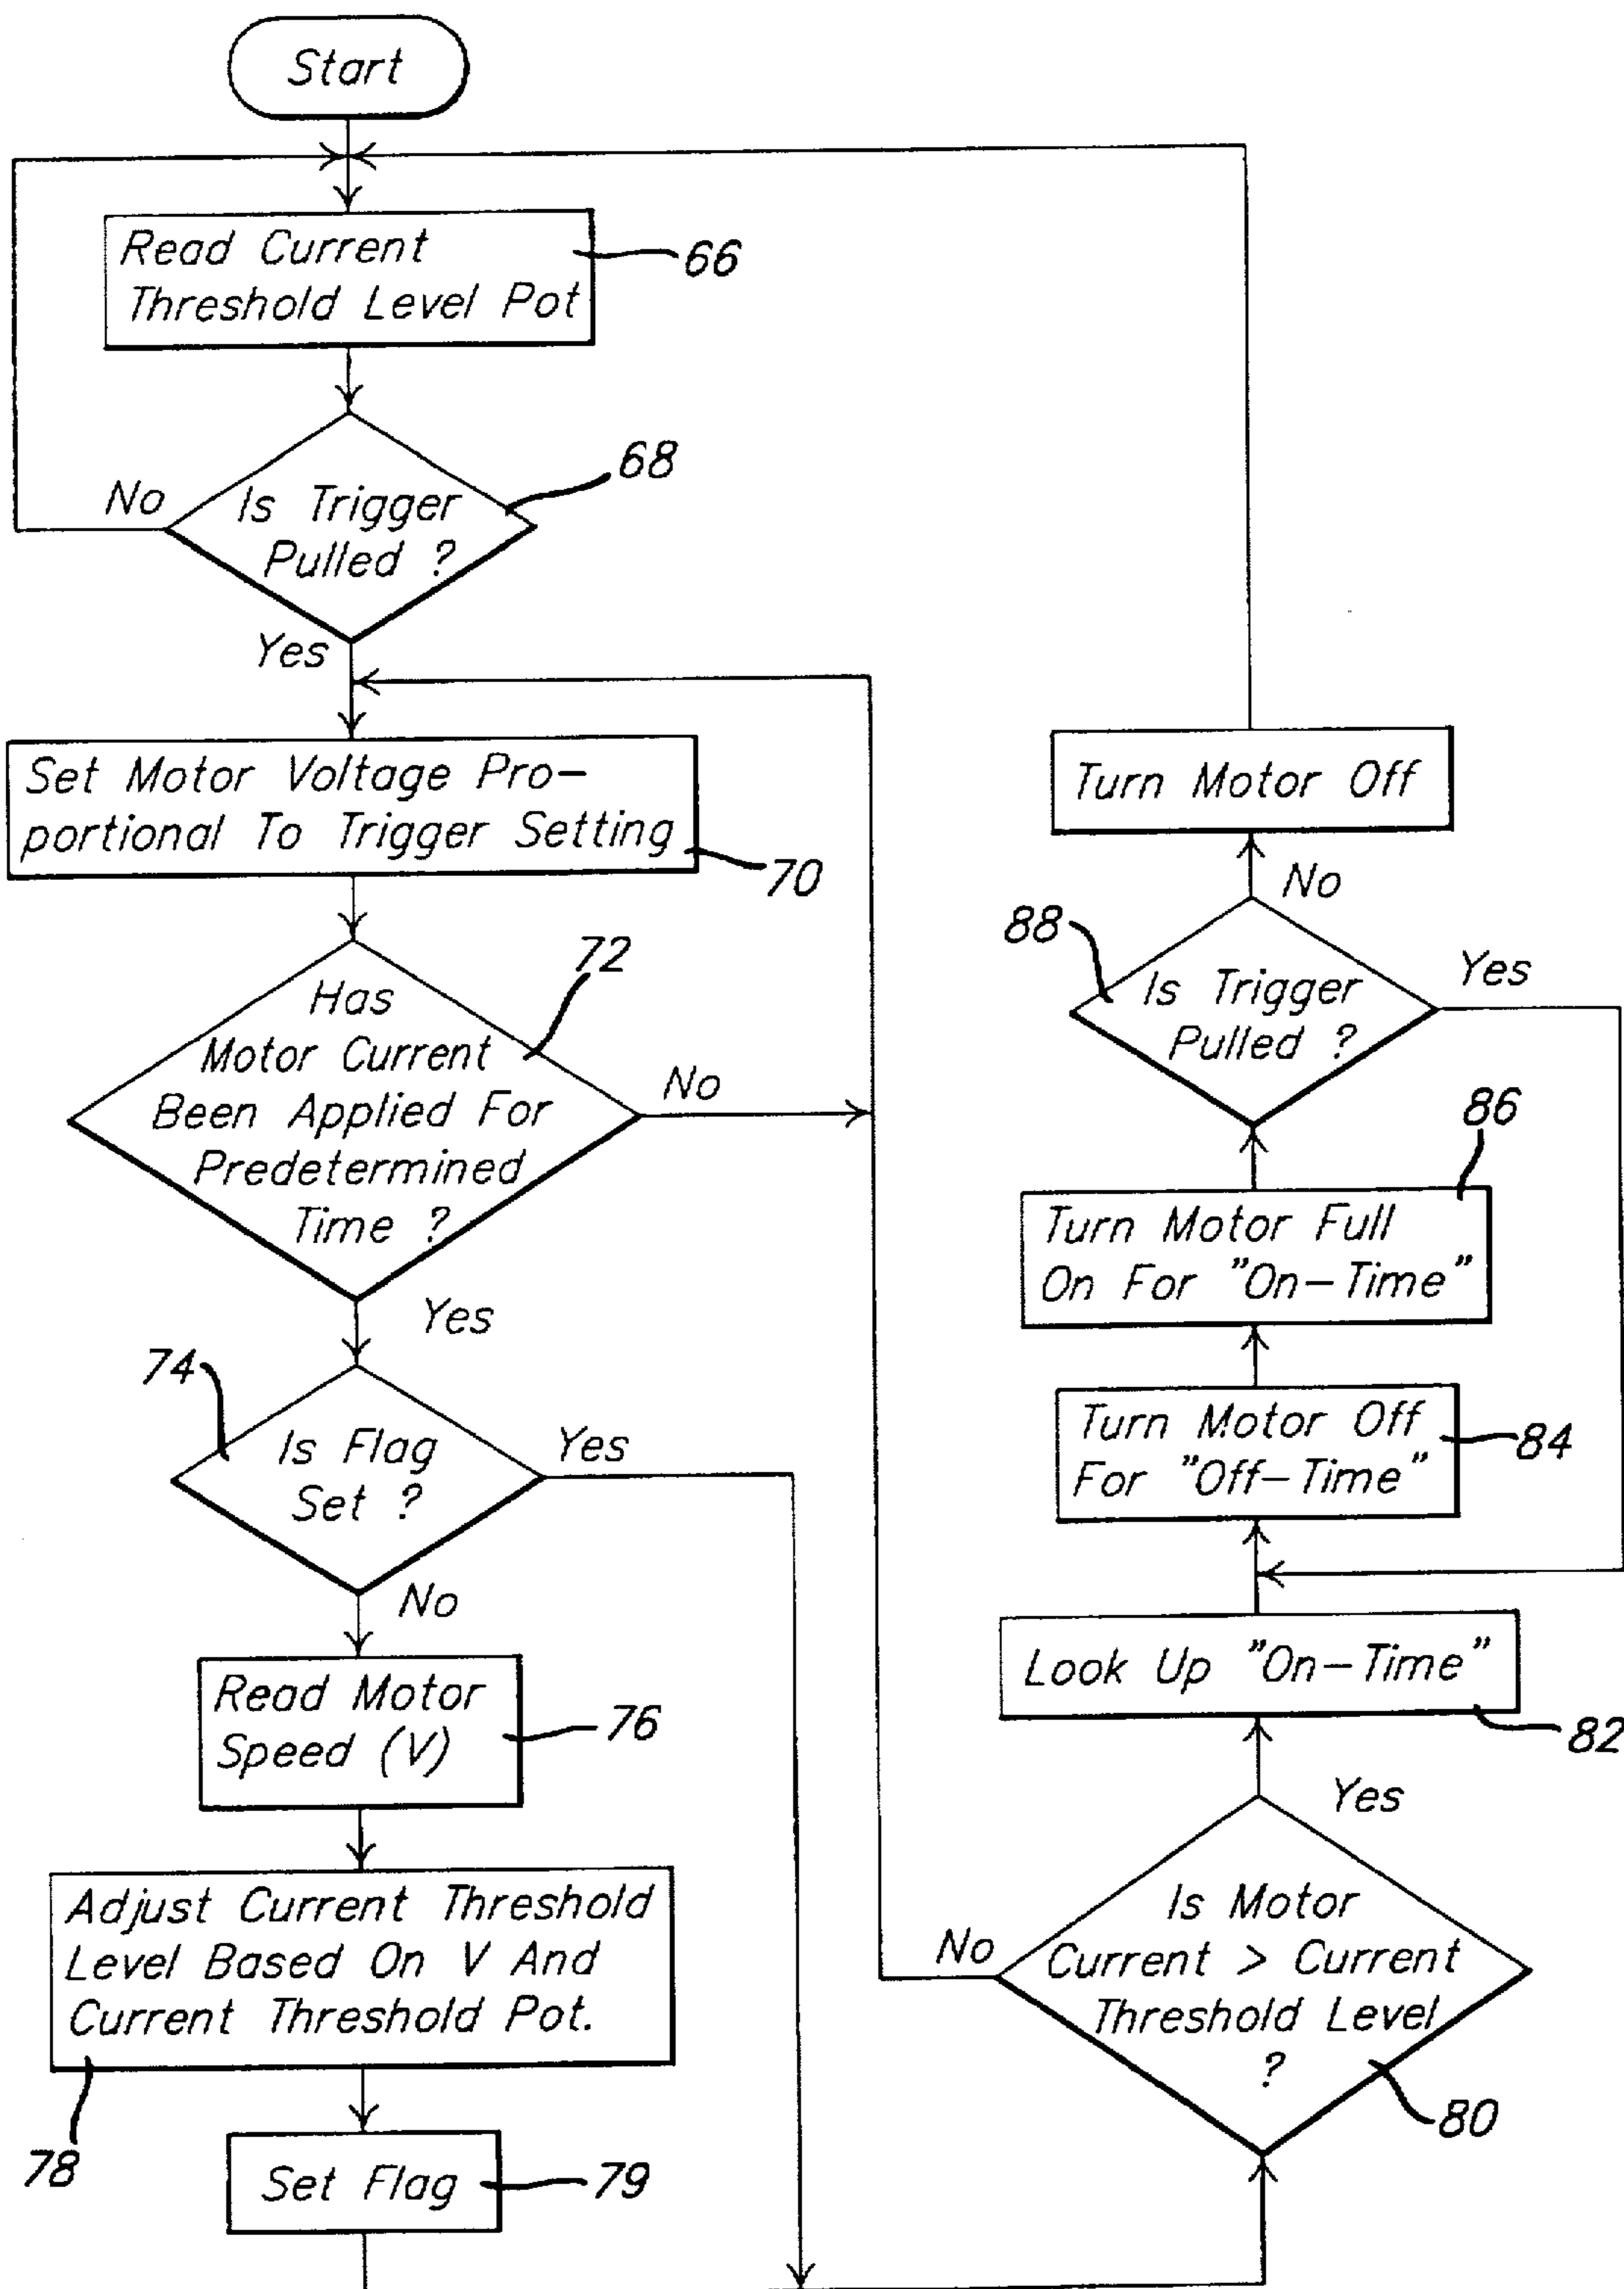 Start
Read Current
Threshold Level Pot
66
68
No
Is Trigger
Pulled ?
Yes
Set Motor Voltage Pro-
portional To Trigger Setting
70
72
Has
Motor Current
Been Applied For
Predetermined
Time ?
No
Yes
74
Is Flag
Set ?
Yes
No
Read Motor
Speed (V)
76
Adjust Current Threshold
Level Based On V And
Current Threshold Pot.
78
Set Flag
79
Turn Motor Off
No
88
Is Trigger
Pulled ?
Yes
86
Turn Motor Full
On For "On-Time"
Turn Motor Off
For "Off-Time"
84
Look Up "On-Time"
82
Yes
No
Is Motor
Current > Current
Threshold Level
?
80